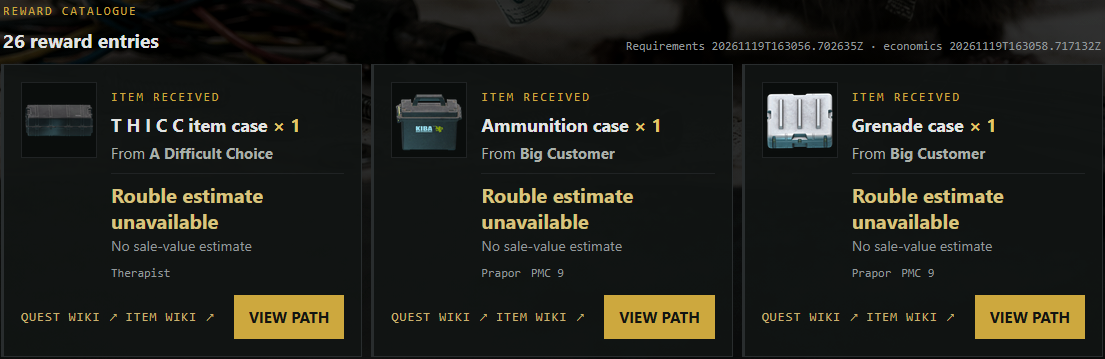 REWARD CATALOGUE
26 reward entries
Requirements 20261119T163056.702635Z · economics 20261119T163058.717132Z
ITEM RECEIVED
T H I C C item case × 1
From A Difficult Choice
Rouble estimate
unavailable
No sale-value estimate
Therapist
QUEST WIKI ↗ ITEM WIKI ↗
VIEW PATH
KIBA
ITEM RECEIVED
Ammunition case × 1
From Big Customer
Rouble estimate
unavailable
No sale-value estimate
Prapor PMC 9
QUEST WIKI ↗ ITEM WIKI ↗
VIEW PATH
ITEM RECEIVED
Grenade case × 1
From Big Customer
Rouble estimate
unavailable
No sale-value estimate
Prapor PMC 9
QUEST WIKI ↗ ITEM WIKI ↗
VIEW PATH